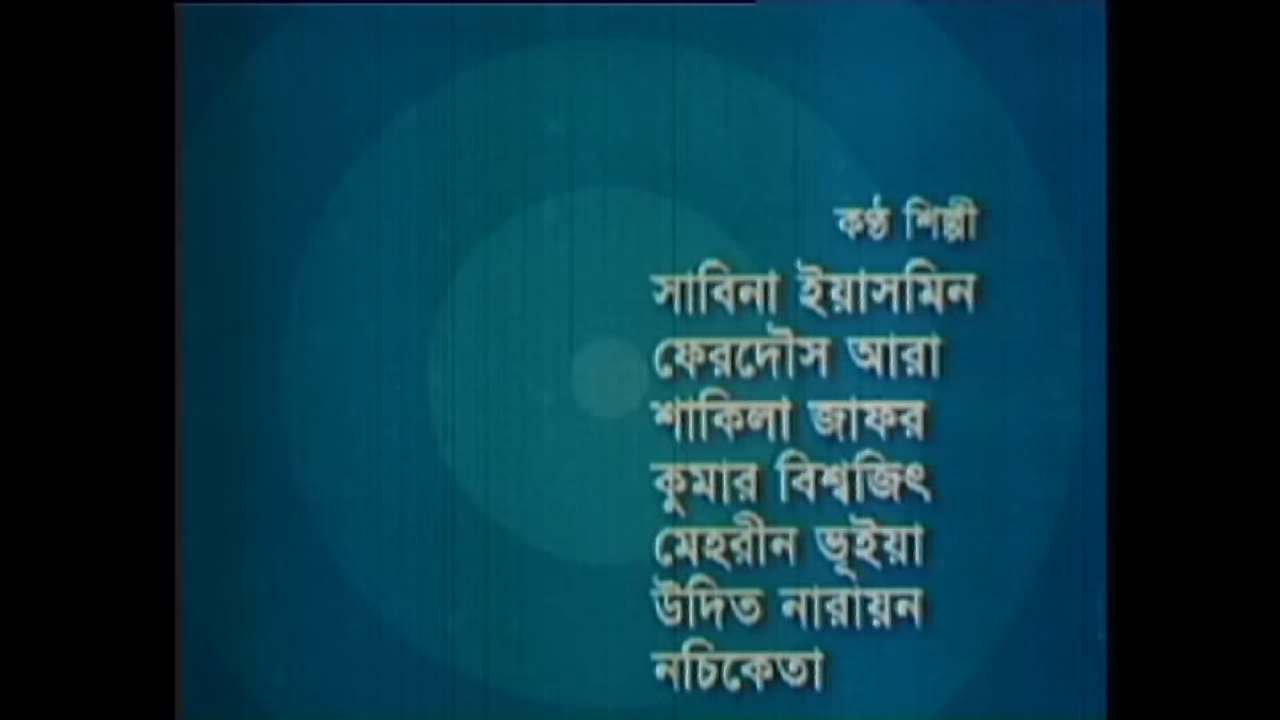 কণ্ঠ শিল্পী
সাবিনা ইয়াসমিন
ফেরদৌস আরা
শাকিলা জাফর
কুমার বিশ্বজিৎ
মেহরীন ভূইয়া
উদিত নারায়ন
নচিকেতা